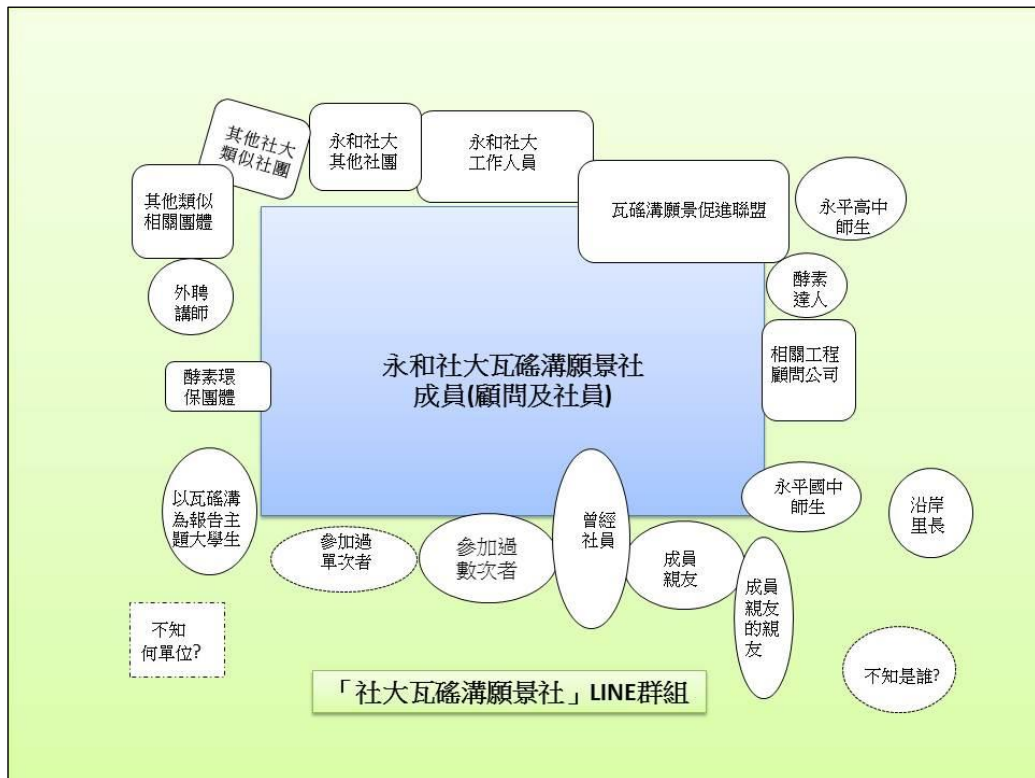 其他社大
類似社團
永和社大
其他社團
永和社大
工作人員
其他類似
相關團體
瓦磘溝願景促進聯盟
永平高中
師生
外聘
講師
酵素
達人
永和社大瓦磘溝願景社
成員(顧問及社員)
相關工程
顧問公司
酵素環
保團體
以瓦磘溝
為報告主
題大學生
參加過
單次者
參加過
數次者
曾經
社員
成員
親友
永平國中
師生
沿岸
里長
成員
親友
的親
友
不知
何單位?
不知是誰?
「社大瓦磘溝願景社」LINE群組